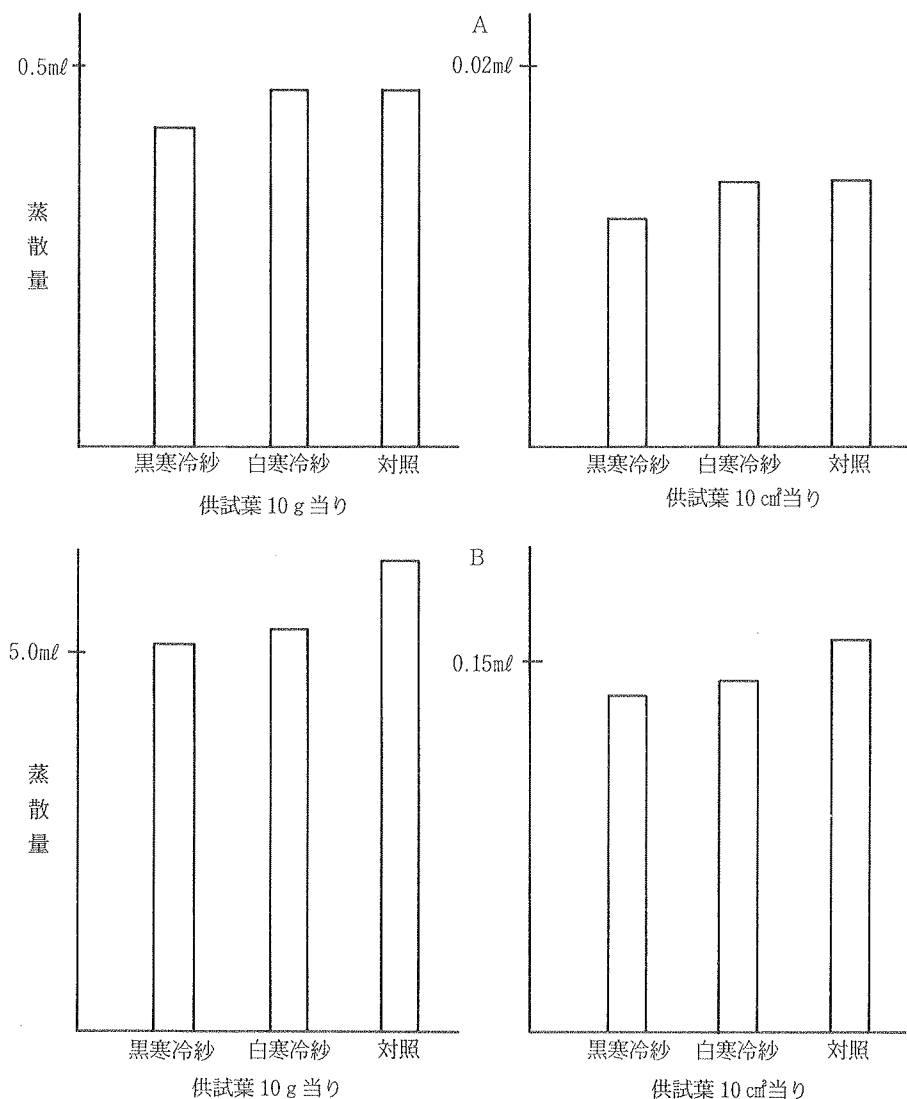 A
0.5mℓ
蒸散量
黒寒冷紗 白寒冷紗 対照
供試葉 10 g 当り
0.02mℓ
黒寒冷紗 白寒冷紗 対照
供試葉 10 ㎠当り
B
5.0mℓ
蒸散量
黒寒冷紗 白寒冷紗 対照
供試葉 10 g 当り
0.15mℓ
黒寒冷紗 白寒冷紗 対照
供試葉 10 ㎠当り